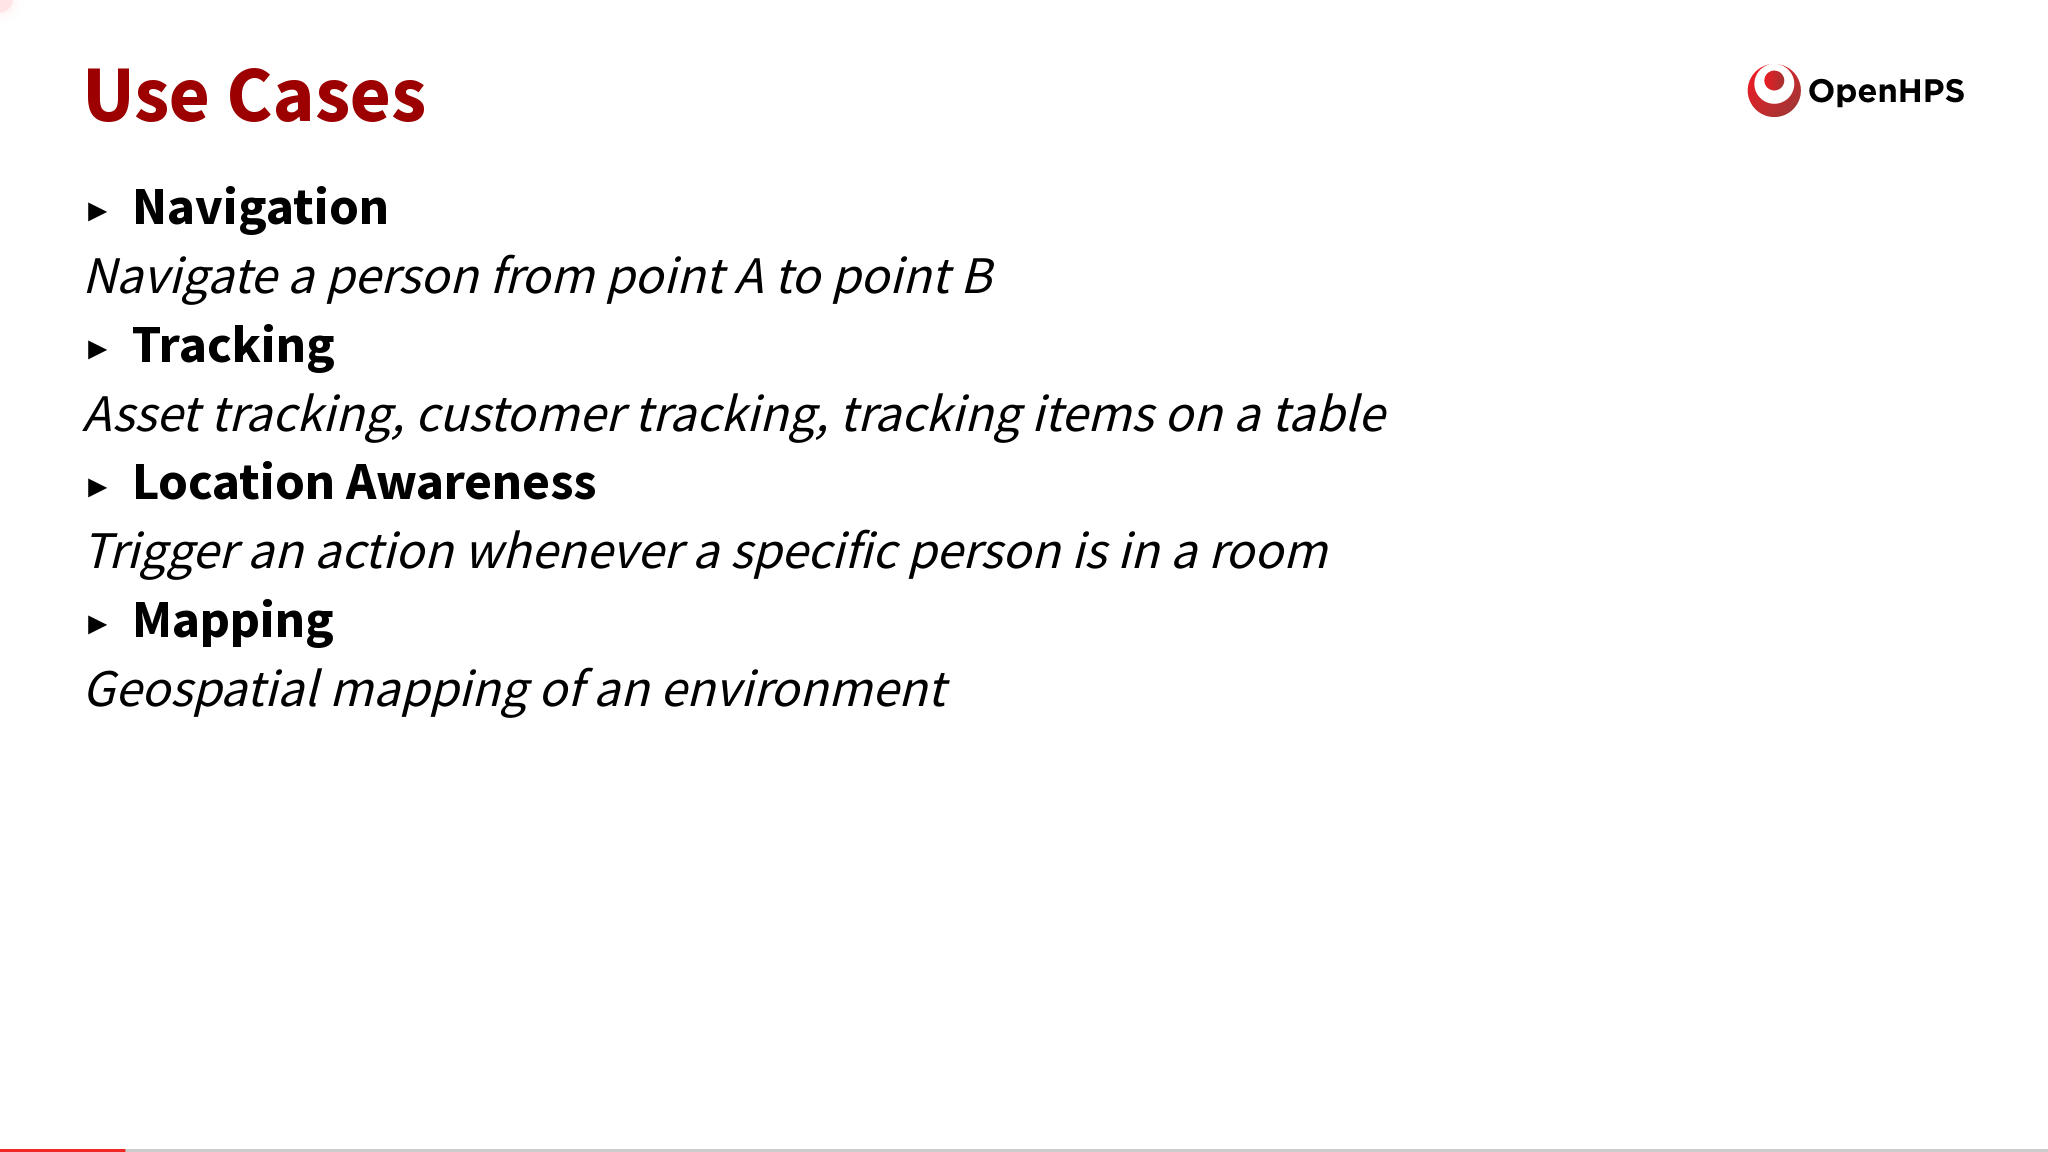 Use Cases
OpenHPS
▸ Navigation
Navigate a person from point A to point B
▸ Tracking
Asset tracking, customer tracking, tracking items on a table
▸ Location Awareness
Trigger an action whenever a specific person is in a room
▸ Mapping
Geospatial mapping of an environment